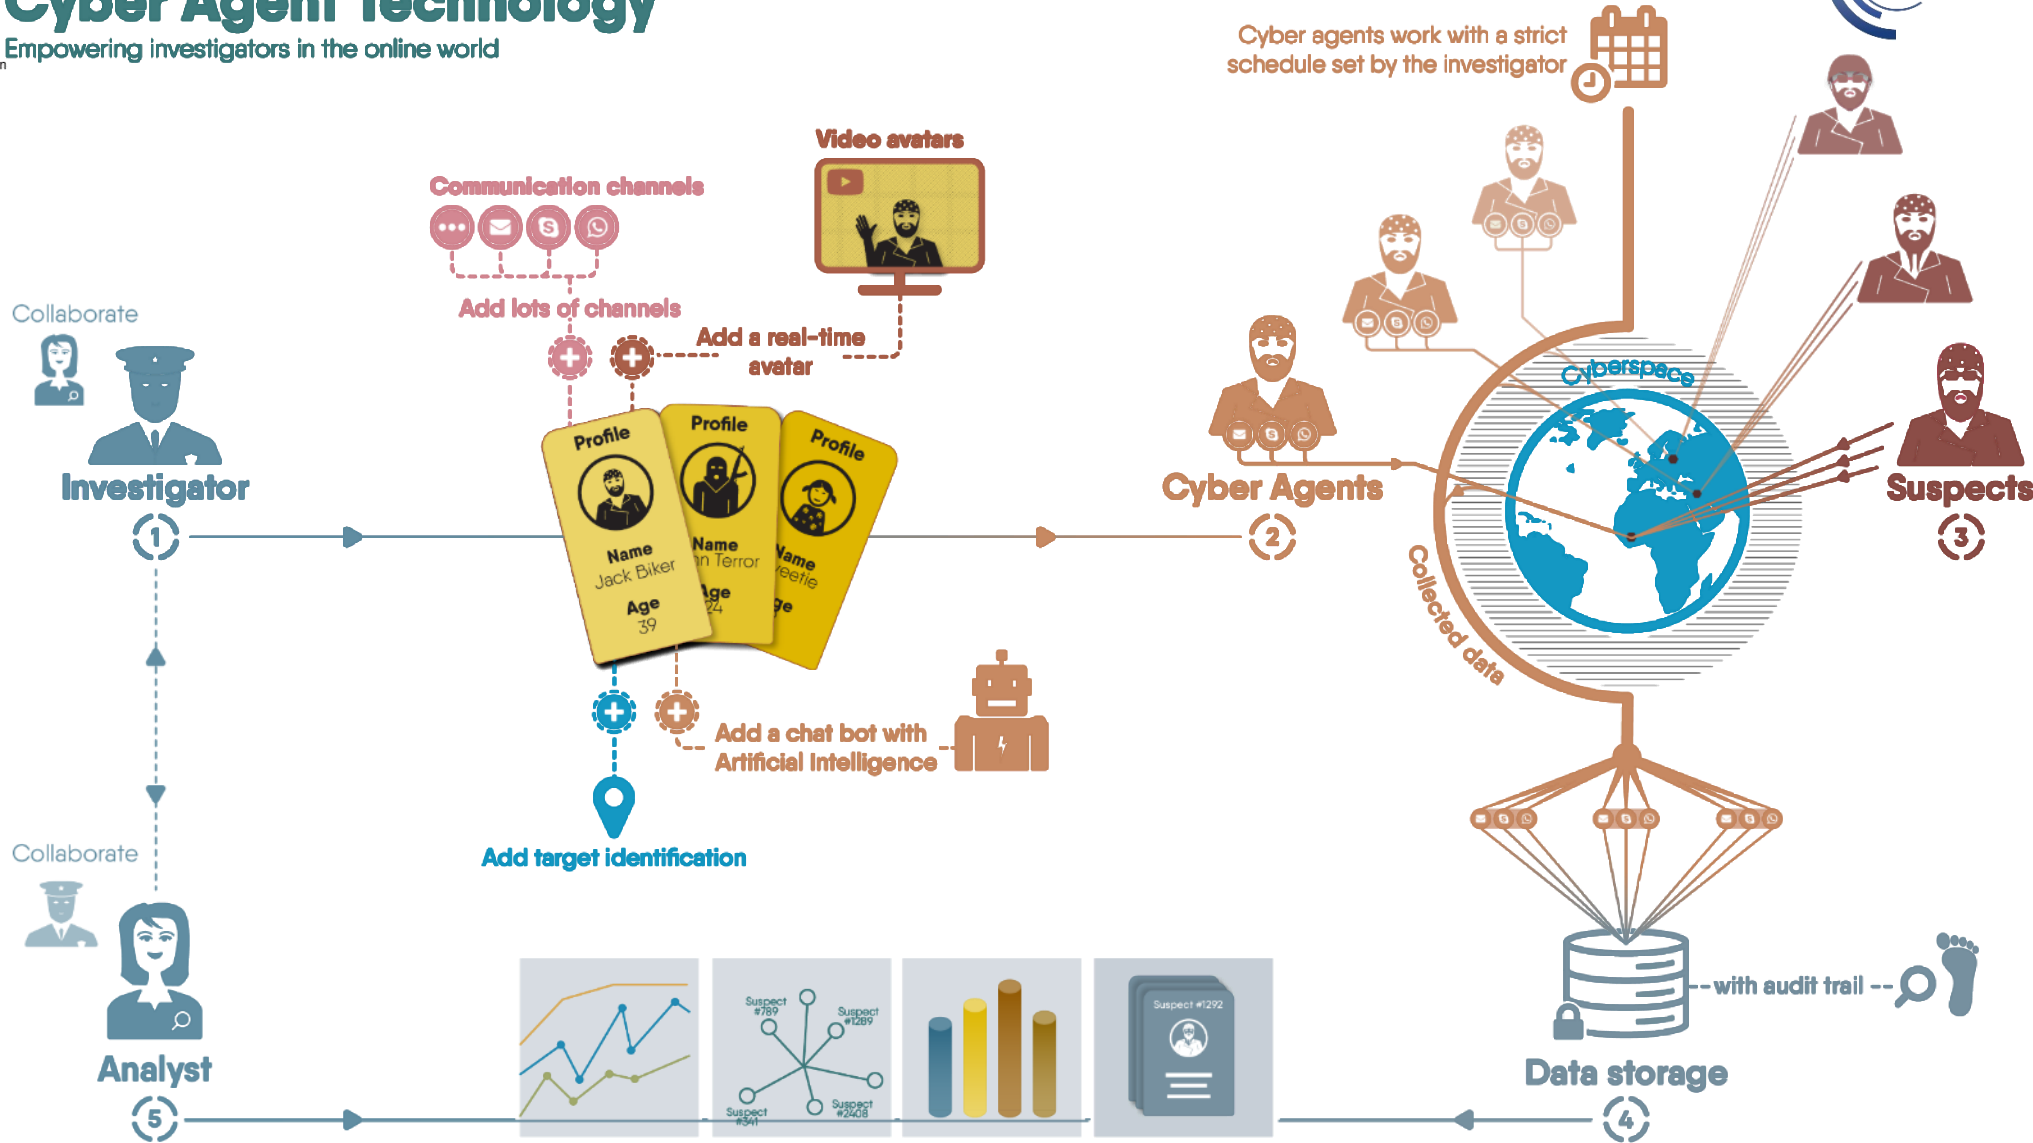 Cyber Agent Technology
Empowering investigators in the online world
n
Cyber agents work with a strict
schedule set by the investigator
Video avatars
Communication channels
Add lots of channels
Add a real-time
avatar
Collaborate
Investigator
1
Profile
Name
Jack Biker
Age
39
Profile
Name
n Terror
Age
24
Profile
Name
eetie
ge
Cyber Agents
2
Cyberspace
Collected data
Suspects
3
Add a chat bot with
Artificial Intelligence
Add target identification
Collaborate
Analyst
5
Suspect
#789
Suspect
#1289
Suspect
#341
Suspect
#2408
Suspect #1292
with audit trail
Data storage
4